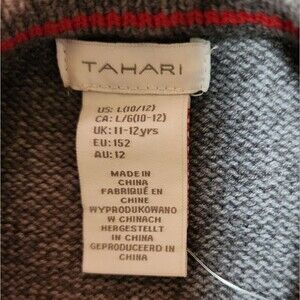 TAHARI
US: L(10/12)
CA: L/G(10-12)
UK: 11-12yrs
EU: 152
AU: 12
MADE IN
CHINA
FABRIQUÉ EN
CHINE
WYPRODUKOWANO
W CHINACH
HERGESTELLT
IN CHINA
GEPRODUCEERD IN
CHINA